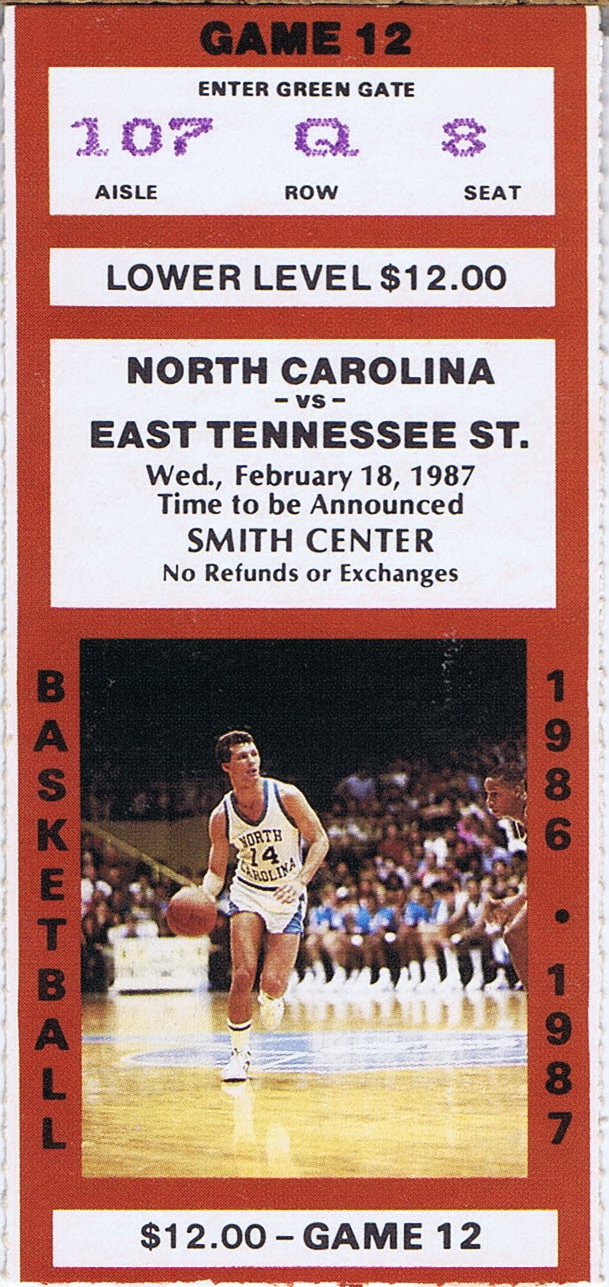 GAME 12
ENTER GREEN GATE
107 Q 8
AISLE ROW SEAT
LOWER LEVEL $12.00
NORTH CAROLINA
- VS -
EAST TENNESSEE ST.
Wed., February 18, 1987
Time to be Announced
SMITH CENTER
No Refunds or Exchanges
BASKETBALL
1986 • 1987
NORTH
14
CAROLINA
$12.00 - GAME 12